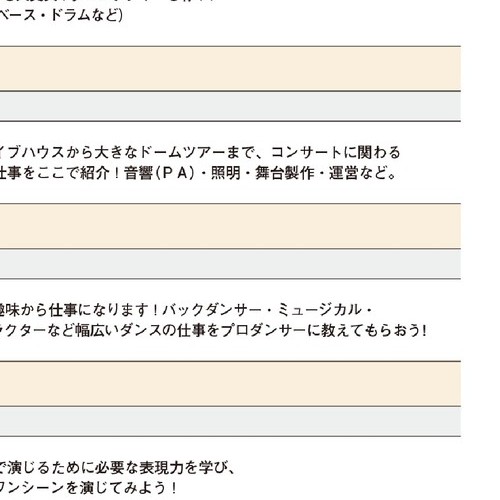 ベース・ドラムなど)
イブハウスから大きなドームツアーまで、コンサートに関わる
仕事をここで紹介！音響（ＰＡ）・照明・舞台製作・運営など。
趣味から仕事になります！バックダンサー・ミュージカル・
ラクターなど幅広いダンスの仕事をプロダンサーに教えてもらおう!
で演じるために必要な表現力を学び、
ワンシーンを演じてみよう！